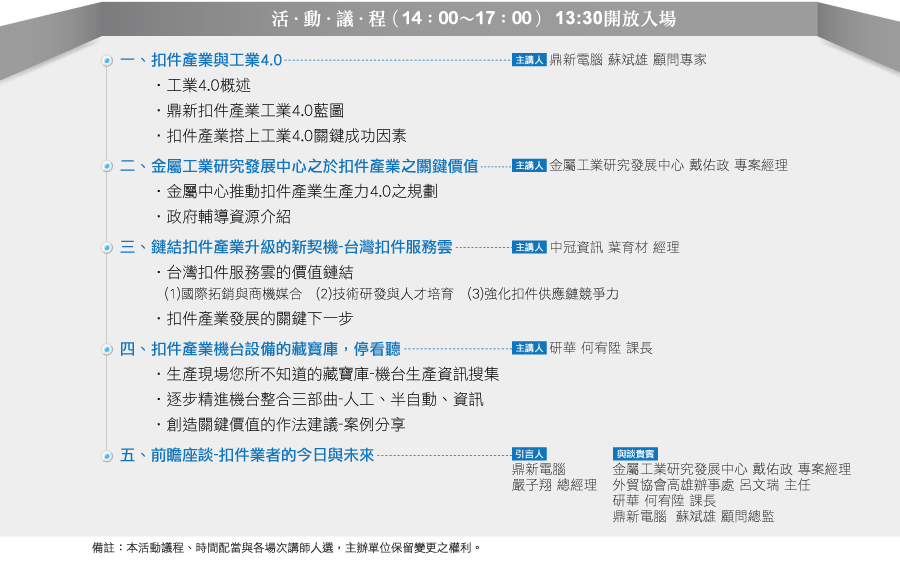 活・動・議・程（14：00～17：00） 13:30開放入場
一、扣件產業與工業4.0 主講人 鼎新電腦 蘇斌雄 顧問專家
・工業4.0概述
・鼎新扣件產業工業4.0藍圖
・扣件產業搭上工業4.0關鍵成功因素
二、金屬工業研究發展中心之於扣件產業之關鍵價值 主講人 金屬工業研究發展中心 戴佑政 專案經理
・金屬中心推動扣件產業生產力4.0之規劃
・政府輔導資源介紹
三、鏈結扣件產業升級的新契機-台灣扣件服務雲 主講人 中冠資訊 葉育材 經理
・台灣扣件服務雲的價值鏈結
(1)國際拓銷與商機媒合 (2)技術研發與人才培育 (3)強化扣件供應鏈競爭力
・扣件產業發展的關鍵下一步
四、扣件產業機台設備的藏寶庫，停看聽 主講人 研華 何宥陞 課長
・生產現場您所不知道的藏寶庫-機台生產資訊搜集
・逐步精進機台整合三部曲-人工、半自動、資訊
・創造關鍵價值的作法建議-案例分享
五、前瞻座談-扣件業者的今日與未來 引言人 與談貴賓
鼎新電腦 金屬工業研究發展中心 戴佑政 專案經理
嚴子翔 總經理 外貿協會高雄辦事處 呂文瑞 主任
研華 何宥陞 課長
鼎新電腦 蘇斌雄 顧問總監
備註：本活動議程、時間配當與各場次講師人選，主辦單位保留變更之權利。